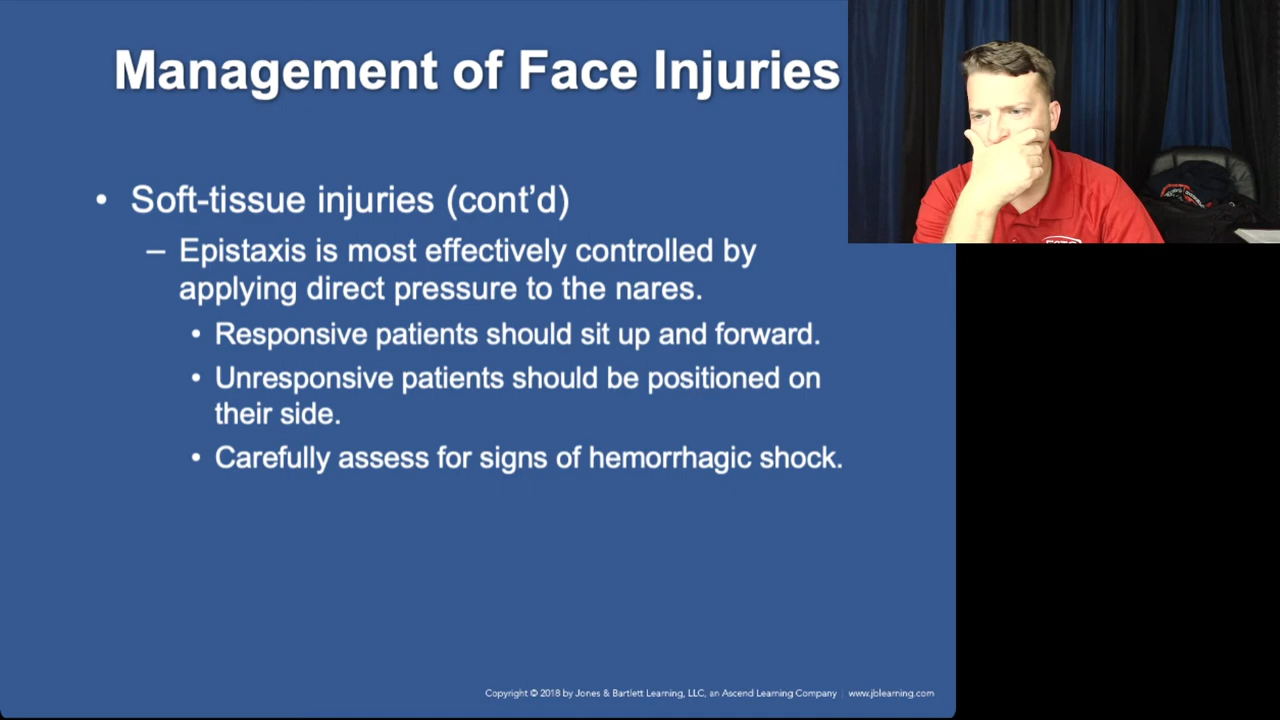 Management of Face Injuries
• Soft-tissue injuries (cont’d)
– Epistaxis is most effectively controlled by
applying direct pressure to the nares.
• Responsive patients should sit up and forward.
• Unresponsive patients should be positioned on
their side.
• Carefully assess for signs of hemorrhagic shock.
Copyright © 2018 by Jones & Bartlett Learning, LLC, an Ascend Learning Company | www.jblearning.com